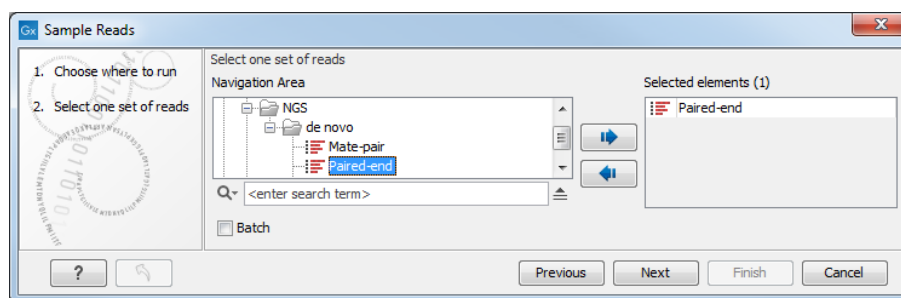 Gx Sample Reads
1. Choose where to run
2. Select one set of reads
Select one set of reads
Navigation Area
NGS
de novo
Mate-pair
Paired-end
<enter search term>
Batch
Selected elements (1)
Paired-end
?
Previous
Next
Finish
Cancel